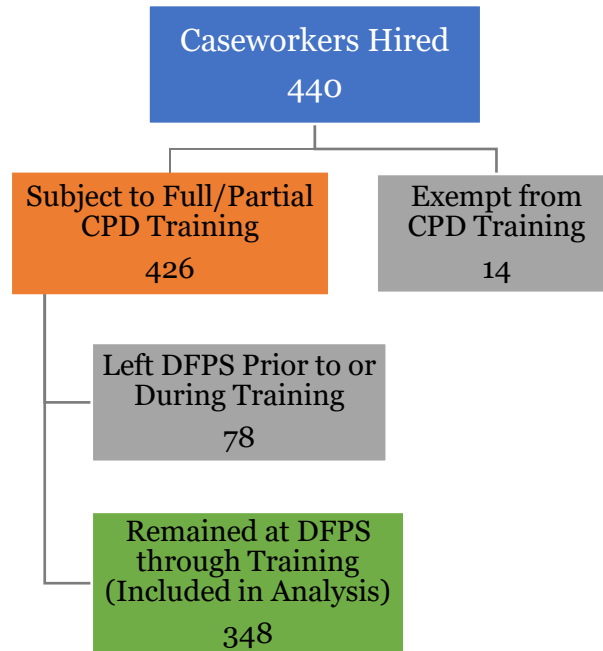 Caseworkers Hired
440
Subject to Full/Partial
CPD Training
426
Exempt from
CPD Training
14
Left DFPS Prior to or
During Training
78
Remained at DFPS
through Training
(Included in Analysis)
348